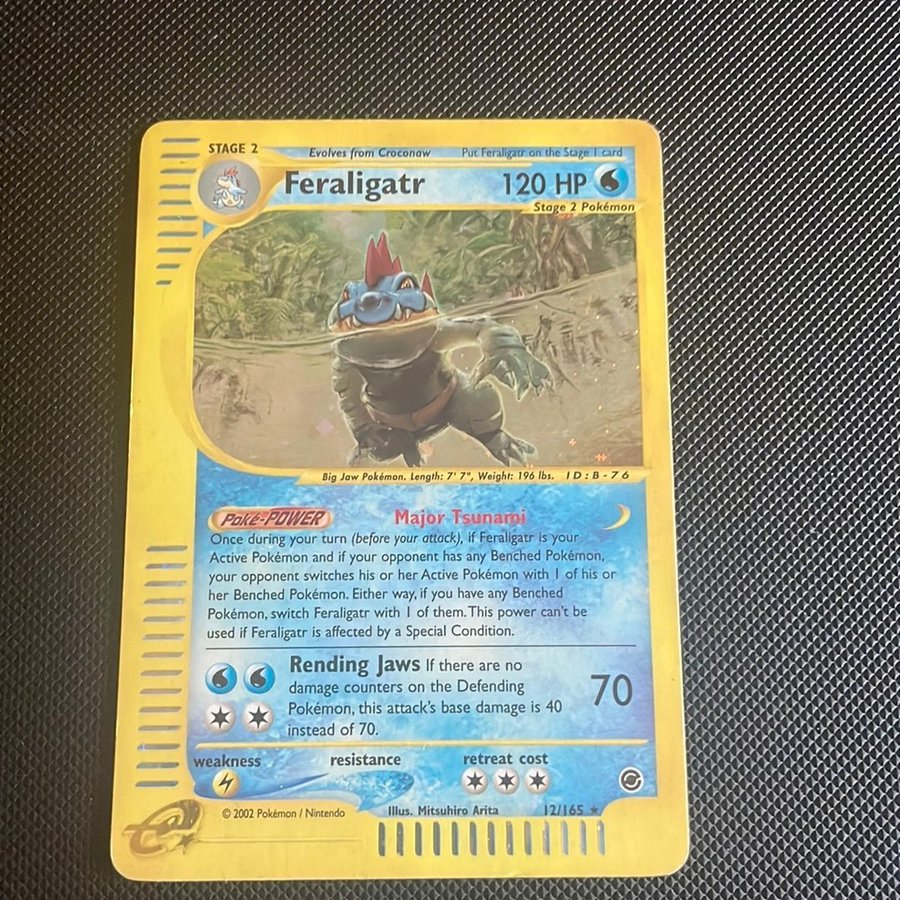 STAGE 2 Evolves from Croconaw Put Feraligatr on the Stage 1 card
Feraligatr 120 HP
Stage 2 Pokémon
Big Jaw Pokémon. Length: 7' 7", Weight: 196 lbs. ID : B - 76
Poké-POWER Major Tsunami
Once during your turn (before your attack), if Feraligatr is your
Active Pokémon and if your opponent has any Benched Pokémon,
your opponent switches his or her Active Pokémon with 1 of his or
her Benched Pokémon. Either way, if you have any Benched
Pokémon, switch Feraligatr with 1 of them. This power can't be
used if Feraligatr is affected by a Special Condition.
Rending Jaws If there are no
damage counters on the Defending
Pokémon, this attack's base damage is 40
instead of 70.
70
weakness resistance retreat cost
© 2002 Pokémon / Nintendo Illus. Mitsuhiro Arita 12/165 ★